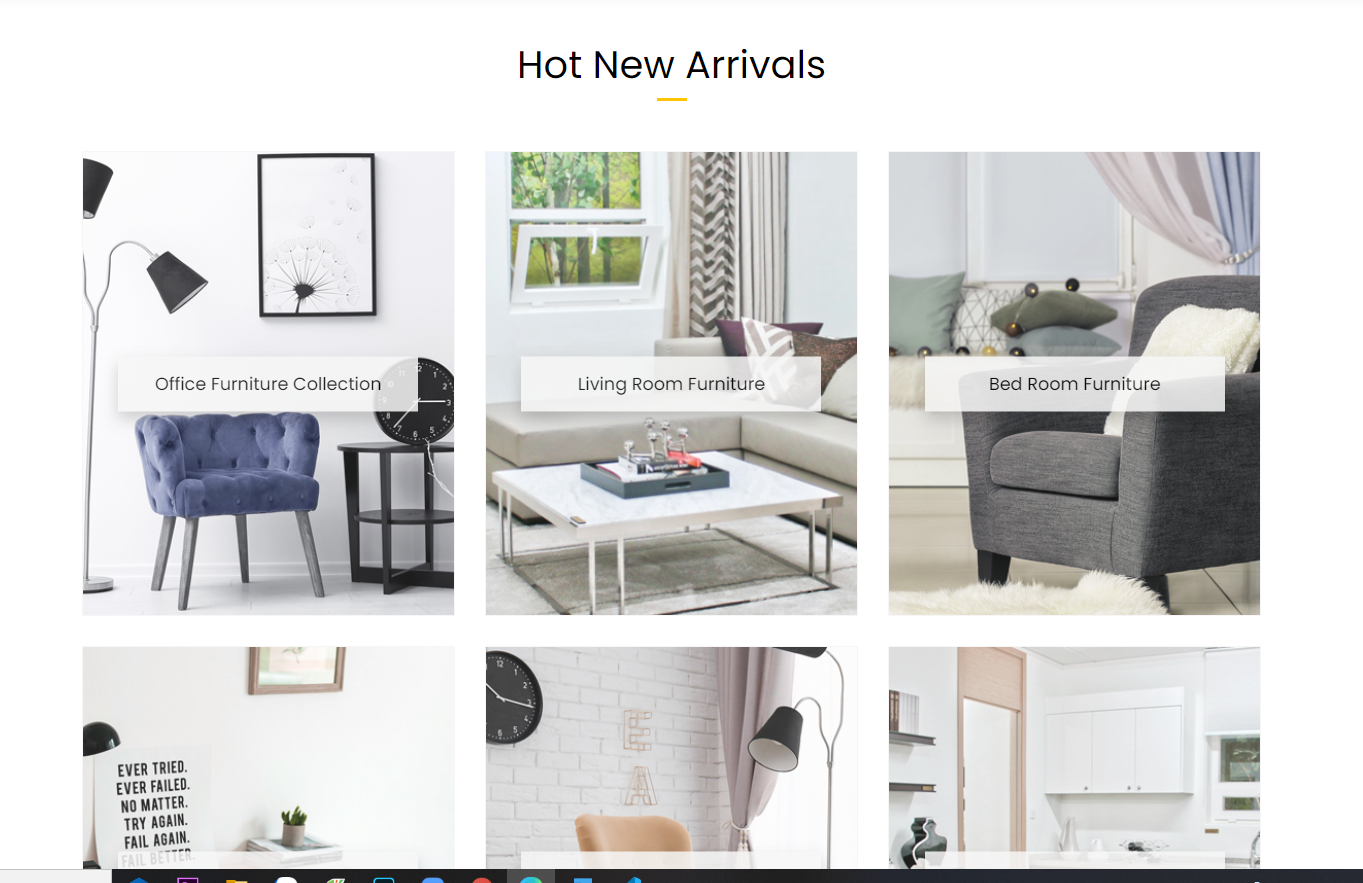 Hot New Arrivals
Office Furniture Collection
Living Room Furniture
Bed Room Furniture
EVER TRIED.
EVER FAILED.
NO MATTER.
TRY AGAIN.
FAIL AGAIN.
FAIL BETTER.
E
A